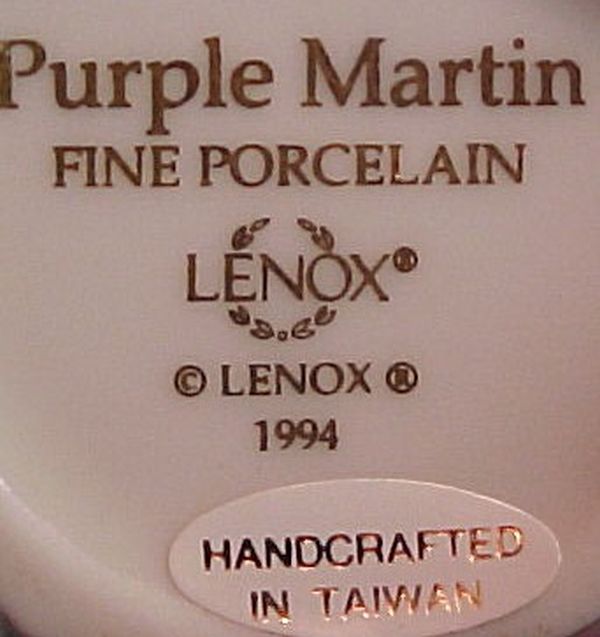 Purple Martin
FINE PORCELAIN
LENOX®
© LENOX ®
1994
HANDCRAFTED
IN TAIWAN